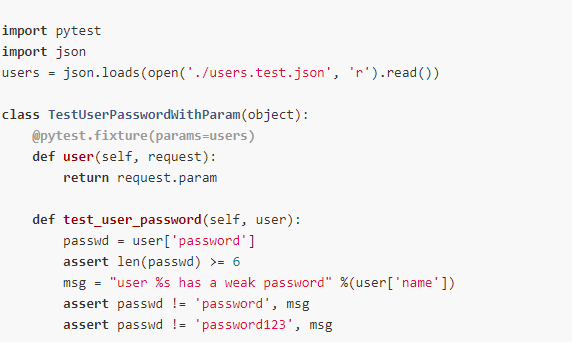 import pytest
import json
users = json.loads(open('./users.test.json', 'r').read())
class TestUserPasswordWithParam(object):
    @pytest.fixture(params=users)
    def user(self, request):
        return request.param
    def test_user_password(self, user):
        passwd = user['password']
        assert len(passwd) >= 6
        msg = "user %s has a weak password" %(user['name'])
        assert passwd != 'password', msg
        assert passwd != 'password123', msg